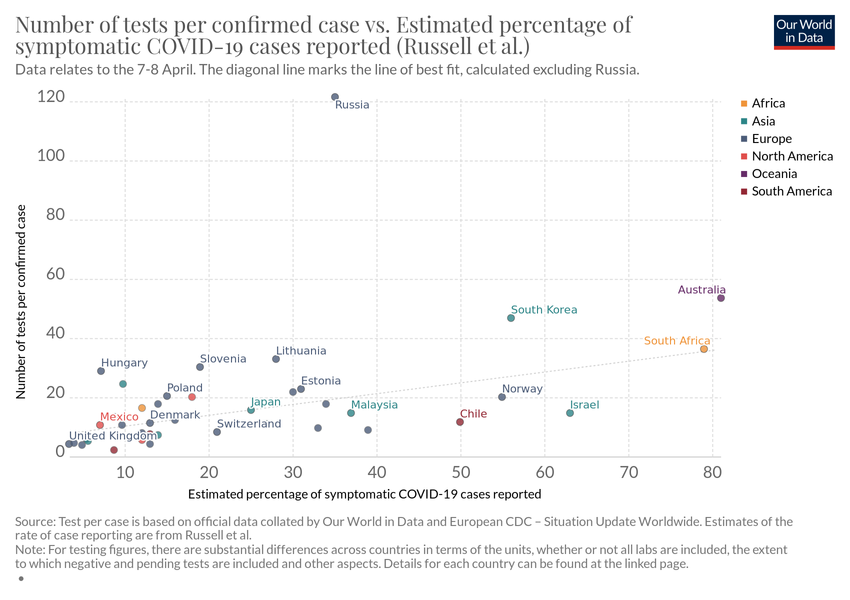 Number of tests per confirmed case vs. Estimated percentage of
symptomatic COVID-19 cases reported (Russell et al.)
Our World
in Data
Data relates to the 7-8 April. The diagonal line marks the line of best fit, calculated excluding Russia.
Number of tests per confirmed case
120
100
80
60
40
20
0
Russia
Australia
South Korea
South Africa
Lithuania
Slovenia
Hungary
Estonia
Poland
Norway
Japan
Malaysia
Israel
Mexico
Denmark
Chile
Switzerland
United Kingdom
10
20
30
40
50
60
70
80
Estimated percentage of symptomatic COVID-19 cases reported
Africa
Asia
Europe
North America
Oceania
South America
Source: Test per case is based on official data collated by Our World in Data and European CDC – Situation Update Worldwide. Estimates of the
rate of case reporting are from Russell et al.
Note: For testing figures, there are substantial differences across countries in terms of the units, whether or not all labs are included, the extent
to which negative and pending tests are included and other aspects. Details for each country can be found at the linked page.
•